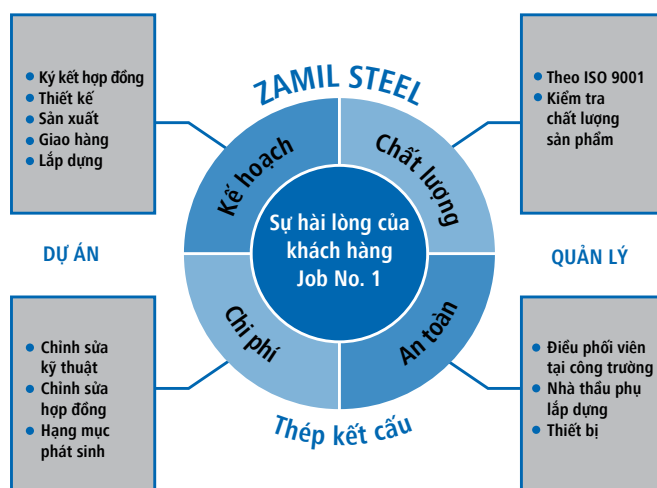 ZAMIL STEEL
Ký kết hợp đồng
Thiết kế
Sản xuất
Giao hàng
Lắp dựng
Theo ISO 9001
Kiểm tra
chất lượng
sản phẩm
Kế hoạch
Chất lượng
Sự hài lòng của
khách hàng
Job No. 1
DỰ ÁN
QUẢN LÝ
Chi phí
An toàn
Chỉnh sửa
kỹ thuật
Chỉnh sửa
hợp đồng
Hạng mục
phát sinh
Điều phối viên
tại công trường
Nhà thầu phụ
lắp dựng
Thiết bị
Thép kết cấu